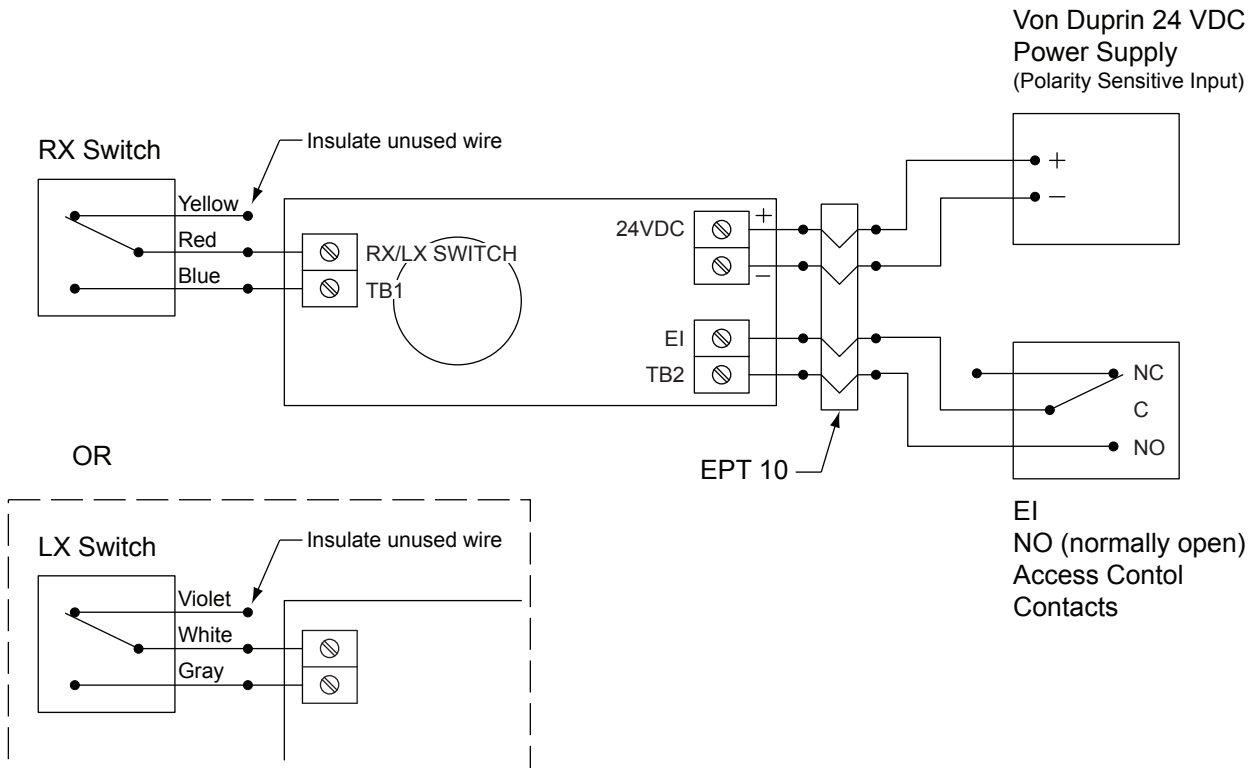 Von Duprin 24 VDC
Power Supply
(Polarity Sensitive Input)
+
−
RX Switch
Insulate unused wire
Yellow
Red
Blue
RX/LX SWITCH
TB1
24VDC
+
−
EI
TB2
EPT 10
NC
C
NO
EI
NO (normally open)
Access Contol
Contacts
OR
LX Switch
Insulate unused wire
Violet
White
Gray